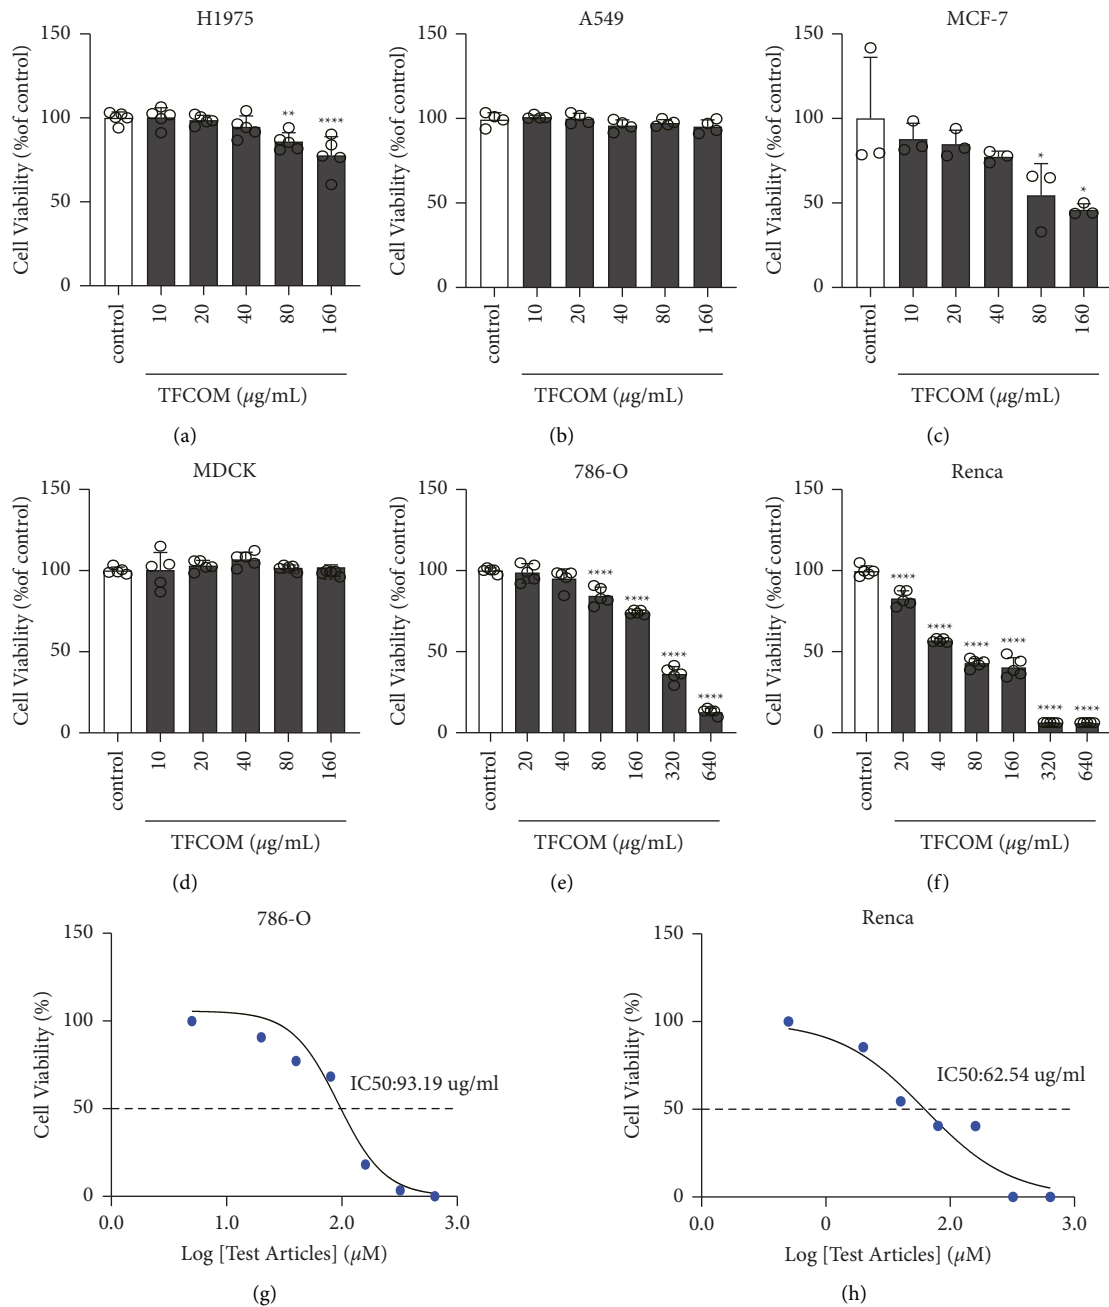 H1975
A549
MCF-7
150
100
50
0
Cell Viability (%of control)
**
****
control
10
20
40
80
160
TFCOM (μg/mL)
(a)
150
100
50
0
Cell Viability (%of control)
control
10
20
40
80
160
TFCOM (μg/mL)
(b)
150
100
50
0
Cell Viability (%of control)
*
*
control
10
20
40
80
160
TFCOM (μg/mL)
(c)
MDCK
150
100
50
0
Cell Viability (%of control)
control
10
20
40
80
160
TFCOM (μg/mL)
(d)
786-O
150
100
50
0
Cell Viability (%of control)
****
****
****
****
control
20
40
80
160
320
640
TFCOM (μg/mL)
(e)
Renca
150
100
50
0
Cell Viability (%of control)
****
****
****
****
****
****
control
20
40
80
160
320
640
TFCOM (μg/mL)
(f)
786-O
150
100
50
0
Cell Viability (%)
IC50:93.19 ug/ml
0.0
1.0
2.0
3.0
Log [Test Articles] (μM)
(g)
Renca
150
100
50
0
Cell Viability (%)
IC50:62.54 ug/ml
0.0
0
2.0
3.0
Log [Test Articles] (μM)
(h)